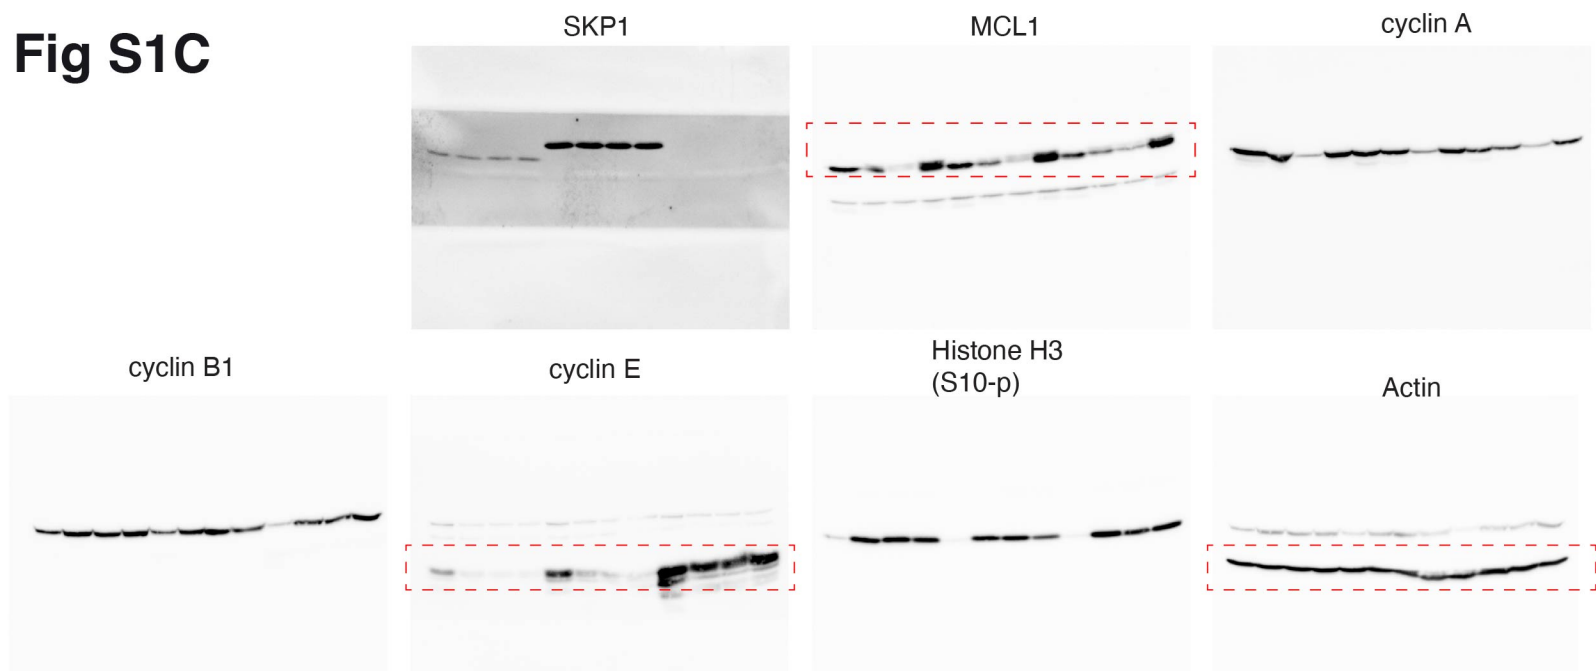 Fig S1C
SKP1
MCL1
cyclin A
cyclin B1
cyclin E
Histone H3
(S10-p)
Actin